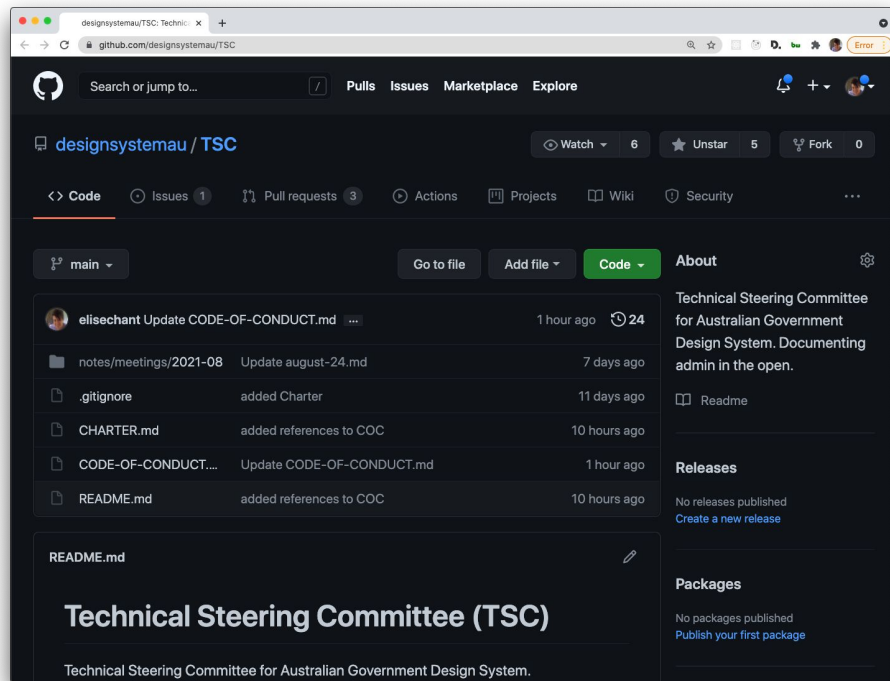 designsystemau/TSC: Technic
github.com/designsystemau/TSC
D. bw Error
Search or jump to... / Pulls Issues Marketplace Explore
designsystemau / TSC
Watch 6 Unstar 5 Fork 0
<> Code Issues 1 Pull requests 3 Actions Projects Wiki Security ...
main Go to file Add file Code
About
Technical Steering Committee
for Australian Government
Design System. Documenting
admin in the open.
Readme
elisechant Update CODE-OF-CONDUCT.md ... 1 hour ago 24
notes/meetings/2021-08 Update august-24.md 7 days ago
.gitignore added Charter 11 days ago
CHARTER.md added references to COC 10 hours ago
CODE-OF-CONDUCT.... Update CODE-OF-CONDUCT.md 1 hour ago
README.md added references to COC 10 hours ago
Releases
No releases published
Create a new release
README.md
Technical Steering Committee (TSC)
Technical Steering Committee for Australian Government Design System.
Packages
No packages published
Publish your first package